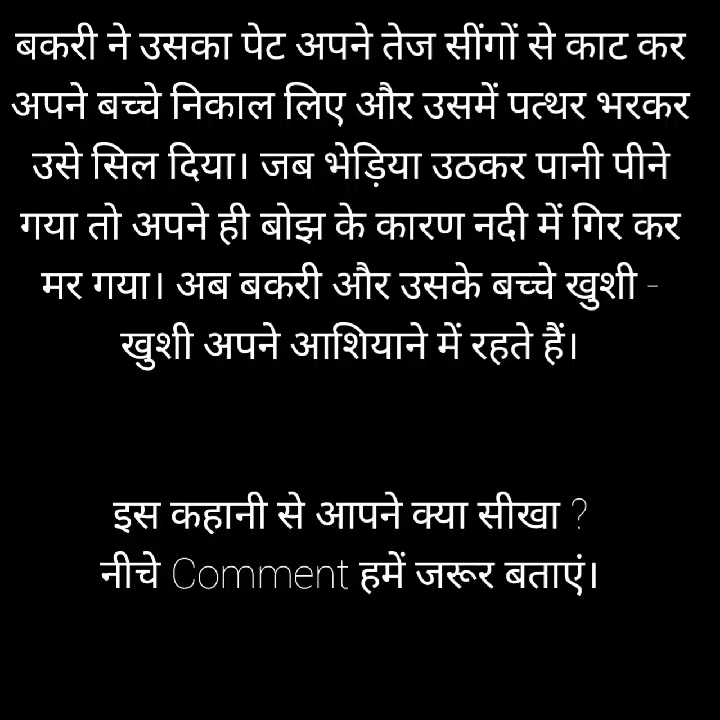 बकरी ने उसका पेट अपने तेज सींगों से काट कर
अपने बच्चे निकाल लिए और उसमें पत्थर भरकर
उसे सिल दिया। जब भेड़िया उठकर पानी पीने
गया तो अपने ही बोझ के कारण नदी में गिर कर
मर गया। अब बकरी और उसके बच्चे खुशी -
खुशी अपने आशियाने में रहते हैं।
इस कहानी से आपने क्या सीखा ?
नीचे Comment हमें जरूर बताएं।